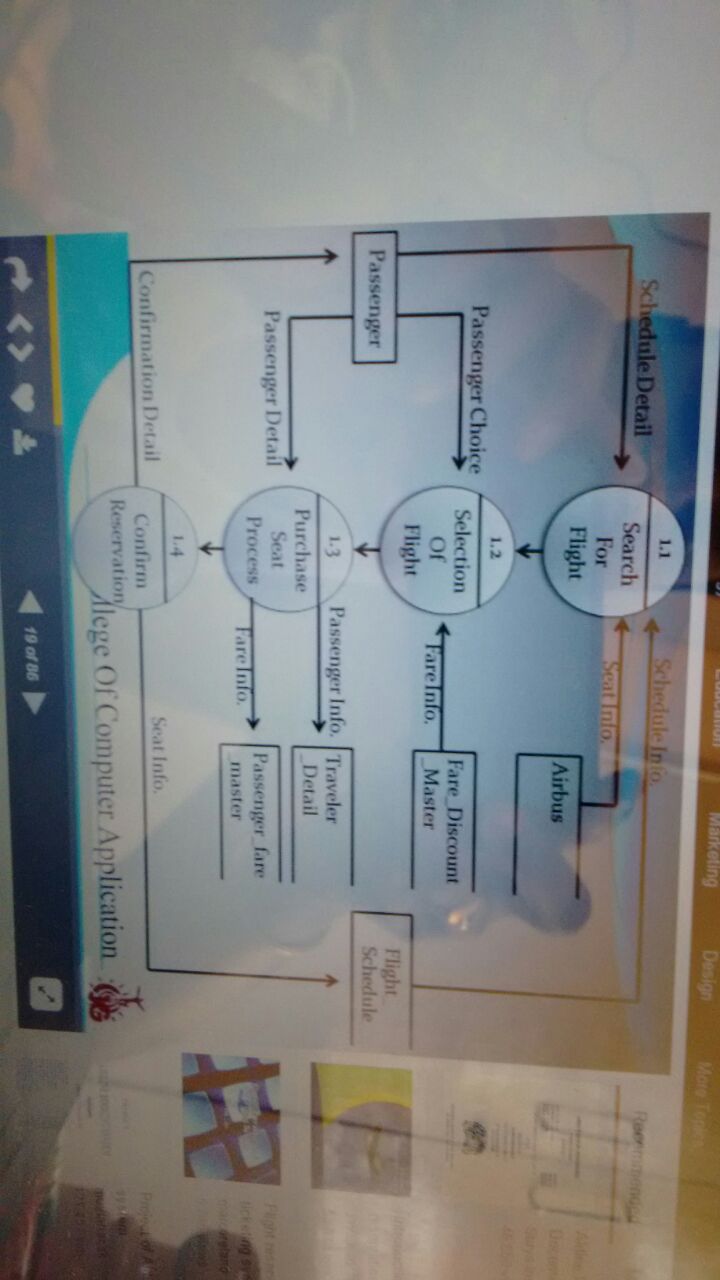 Marketing
Design
More Topics
Schedule Detail
1.1
Search
For
Flight
Schedule Info.
Seat Info.
Airbus
Passenger Choice
1.2
Selection
Of
Flight
Fare Info.
Fare_Discount
_Master
Passenger
Flight_
Schedule
Passenger Detail
1.3
Purchase
Seat
Process
Passenger Info.
Traveler
_Detail
Fare Info.
Passenger_fare
_master
Confirmation Detail
1.4
Confirm
Reservation
Seat Info.
llege Of Computer Application
19 of 86
Recommended